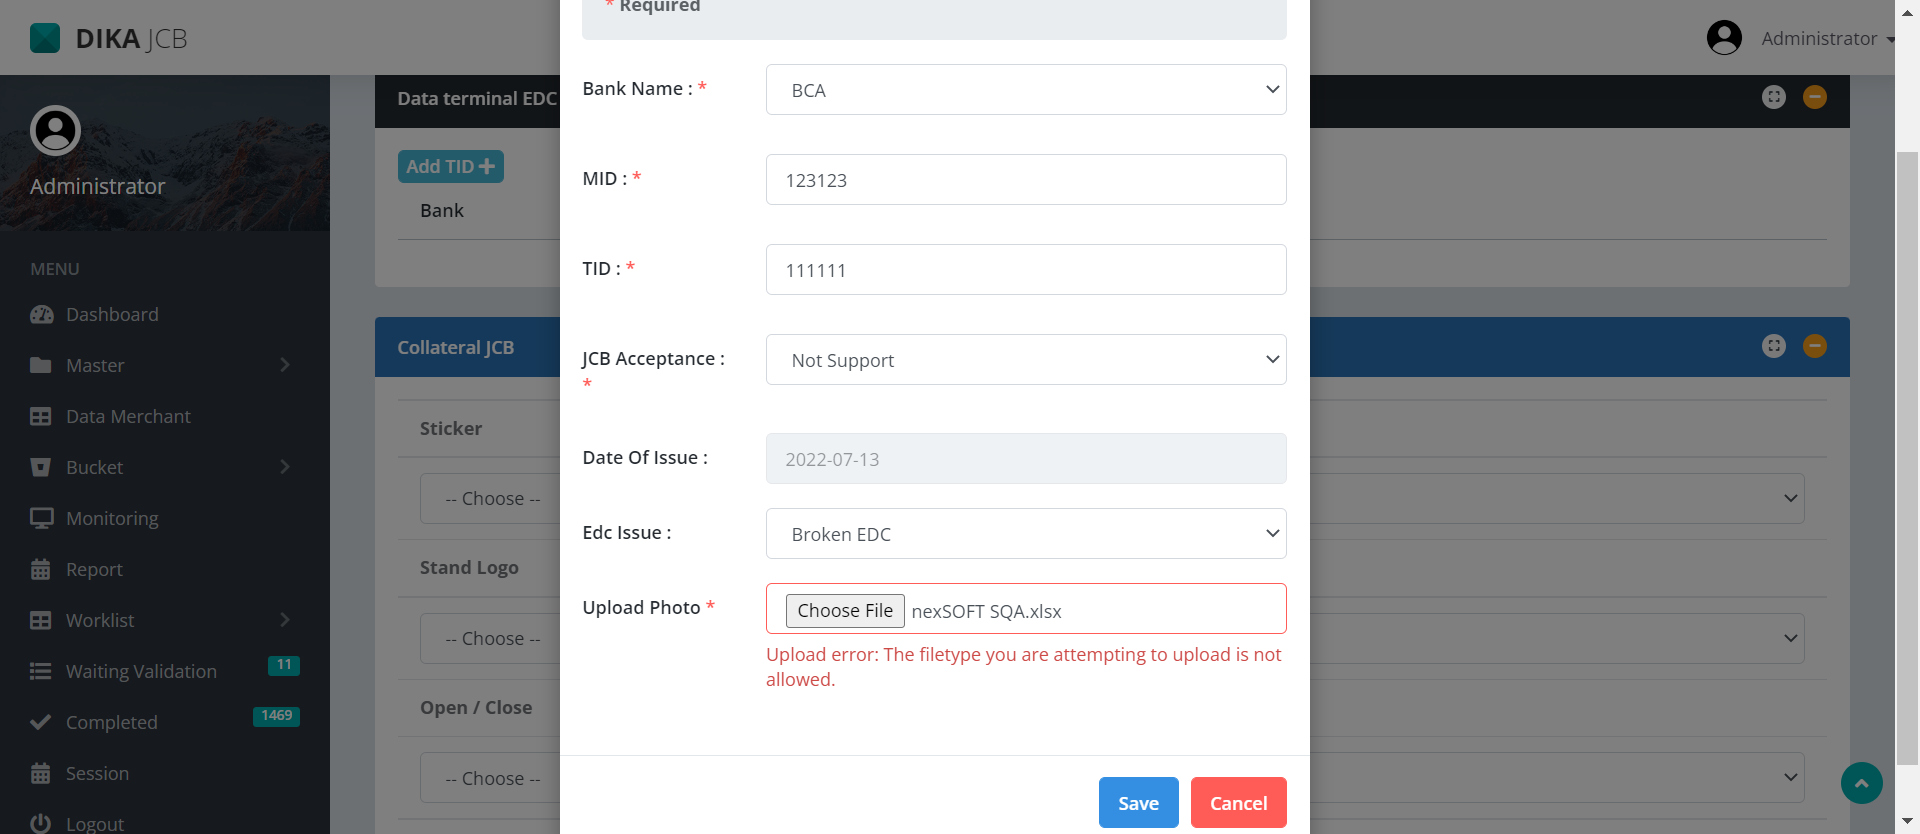 DIKA JCB
Administrator
Administrator
MENU
Dashboard
Master
Data Merchant
Bucket
Monitoring
Report
Worklist
Waiting Validation 11
Completed 1469
Session
Logout
Data terminal EDC
Add TID
Bank
Collateral JCB
Sticker
-- Choose --
Stand Logo
-- Choose --
Open / Close
-- Choose --
* Required
Bank Name : *
BCA
MID : *
123123
TID : *
111111
JCB Acceptance :
*
Not Support
Date Of Issue :
2022-07-13
Edc Issue :
Broken EDC
Upload Photo *
Choose File nexSOFT SQA.xlsx
Upload error: The filetype you are attempting to upload is not
allowed.
Save
Cancel